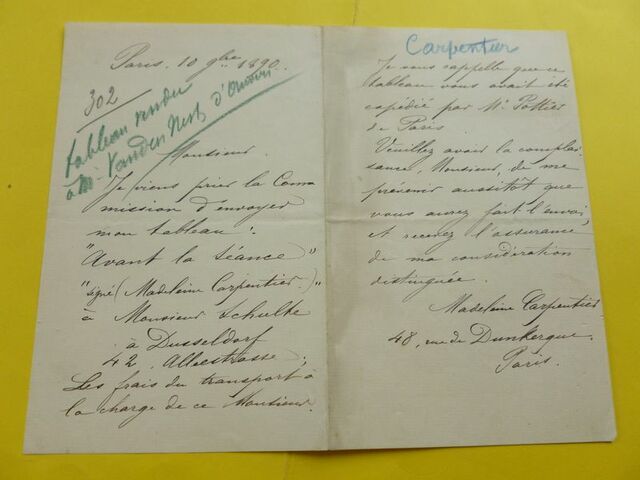 Paris. 10 9bre 1890.
302
tableau rendu
à Mr. Vanden Nest d'Anvers
Monsieur.
Je viens prier la Com
mission d'envoyer
mon tableau :
"Avant la Séance"
"signé (Madeleine Carpentier.)"
à Monsieur Schulte
à Dusseldorf
42. Alleestrasse,
Les frais du transport à
la charge de ce Monsieur.
Carpentier
Je vous rappelle que ce
tableau vous avait été
expédié par Mr Pottier
de Paris.
Veuillez avoir la complai-
sance, Monsieur, de me
prévenir aussitôt que
vous aurez fait l'envoi,
et recevez l'assurance
de ma considération
distinguée.
Madeleine Carpentier
48, rue de Dunkerque.
Paris.